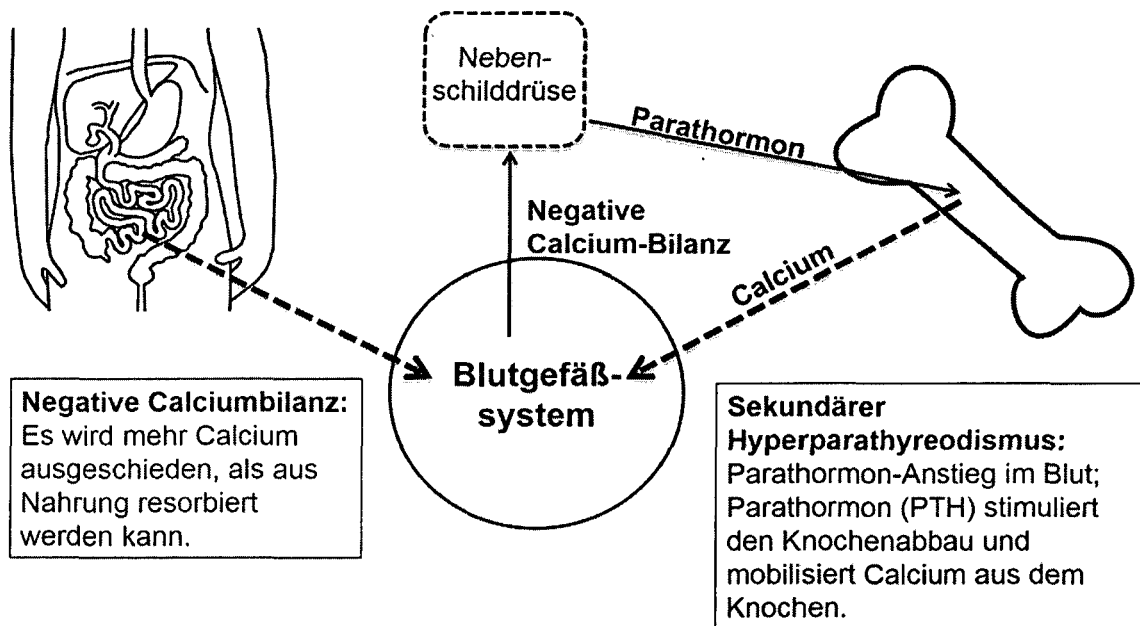 Neben-
schilddrüse
Parathormon
Negative
Calcium-Bilanz
Calcium
Blutgefäß-
system
Negative Calciumbilanz:
Es wird mehr Calcium
ausgeschieden, als aus
Nahrung resorbiert
werden kann.
Sekundärer
Hyperparathyreodismus:
Parathormon-Anstieg im Blut;
Parathormon (PTH) stimuliert
den Knochenabbau und
mobilisiert Calcium aus dem
Knochen.